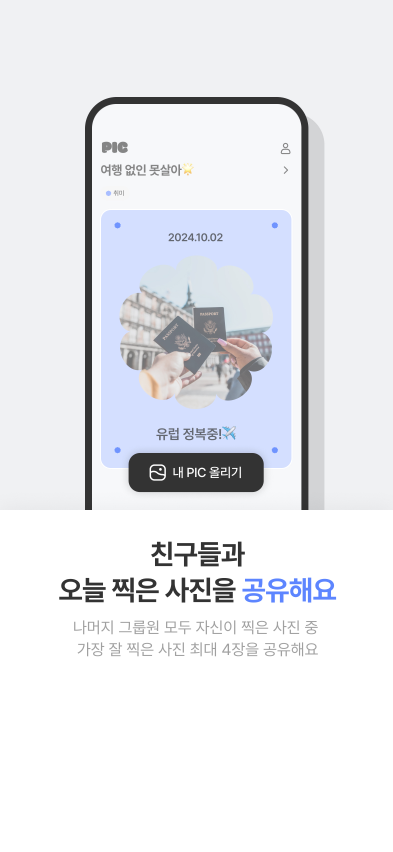 PIC
여행 없인 못살아🌟
취미
2024.10.02
PASSPORT
PASSPORT
유럽 정복중!✈️
내 PIC 올리기
친구들과
오늘 찍은 사진을 공유해요
나머지 그룹원 모두 자신이 찍은 사진 중
가장 잘 찍은 사진 최대 4장을 공유해요